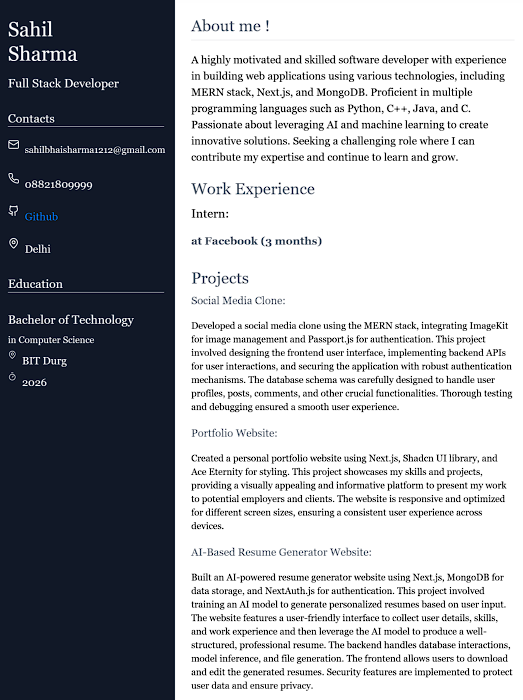 Sahil
Sharma
Full Stack Developer
Contacts
sahilbhaisharma1212@gmail.com
08821809999
Github
Delhi
Education
Bachelor of Technology
in Computer Science
BIT Durg
2026
About me !
A highly motivated and skilled software developer with experience
in building web applications using various technologies, including
MERN stack, Next.js, and MongoDB. Proficient in multiple
programming languages such as Python, C++, Java, and C.
Passionate about leveraging AI and machine learning to create
innovative solutions. Seeking a challenging role where I can
contribute my expertise and continue to learn and grow.
Work Experience
Intern:
at Facebook (3 months)
Projects
Social Media Clone:
Developed a social media clone using the MERN stack, integrating ImageKit
for image management and Passport.js for authentication. This project
involved designing the frontend user interface, implementing backend APIs
for user interactions, and securing the application with robust authentication
mechanisms. The database schema was carefully designed to handle user
profiles, posts, comments, and other crucial functionalities. Thorough testing
and debugging ensured a smooth user experience.
Portfolio Website:
Created a personal portfolio website using Next.js, Shadcn UI library, and
Ace Eternity for styling. This project showcases my skills and projects,
providing a visually appealing and informative platform to present my work
to potential employers and clients. The website is responsive and optimized
for different screen sizes, ensuring a consistent user experience across
devices.
AI-Based Resume Generator Website:
Built an AI-powered resume generator website using Next.js, MongoDB for
data storage, and NextAuth.js for authentication. This project involved
training an AI model to generate personalized resumes based on user input.
The website features a user-friendly interface to collect user details, skills,
and work experience and then leverage the AI model to produce a well-
structured, professional resume. The backend handles database interactions,
model inference, and file generation. The frontend allows users to download
and edit the generated resumes. Security features are implemented to protect
user data and ensure privacy.